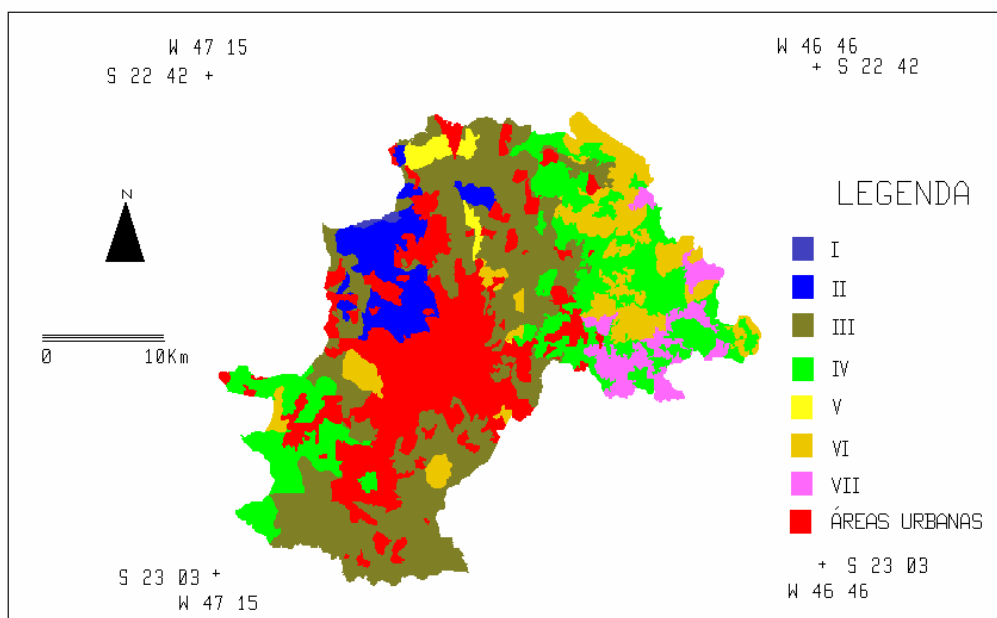 W 47 15
S 22 42 +
W 46 46
+ S 22 42
N
LEGENDA
I
II
III
IV
V
VI
VII
ÁREAS URBANAS
0 10Km
S 23 03 +
W 47 15
+ S 23 03
W 46 46